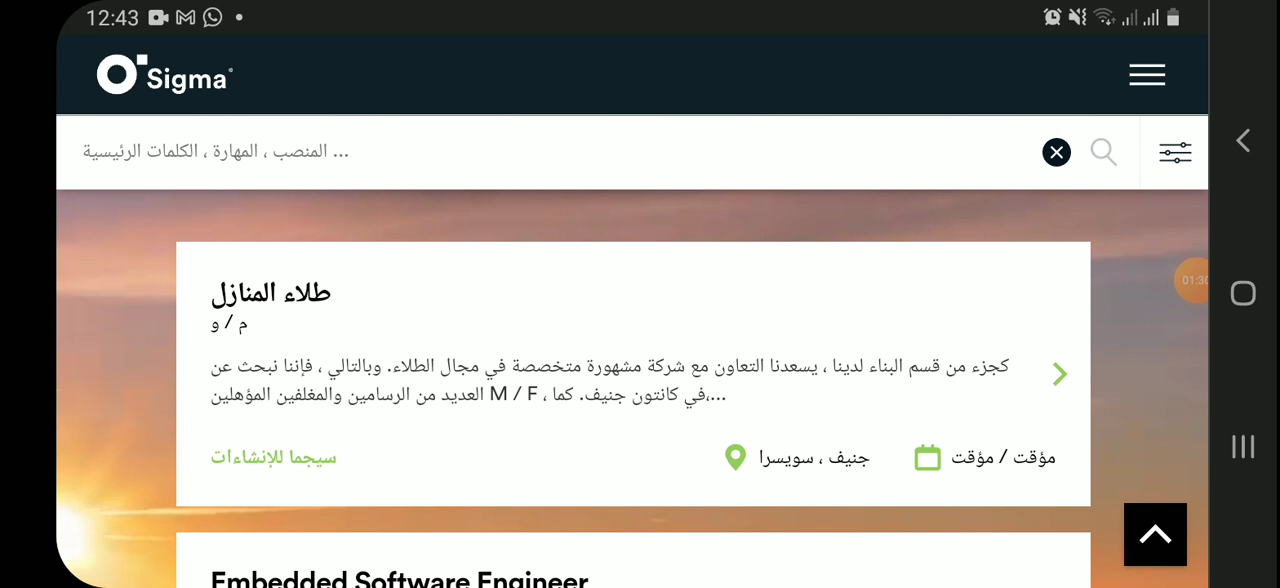 12:43
Sigma
المنصب ، المهارة ، الكلمات الرئيسية ...
01:30
طلاء المنازل
م / و
كجزء من قسم البناء لدينا ، يسعدنا التعاون مع شركة مشهورة متخصصة في مجال الطلاء. وبالتالي ، فإننا نبحث عن
العديد من الرسامين والمغلفين المؤهلين M / F ، في كانتون جنيف. كما،...
سيجما للإنشاءات
جنيف ، سويسرا
مؤقت / مؤقت
Embedded Software Engineer